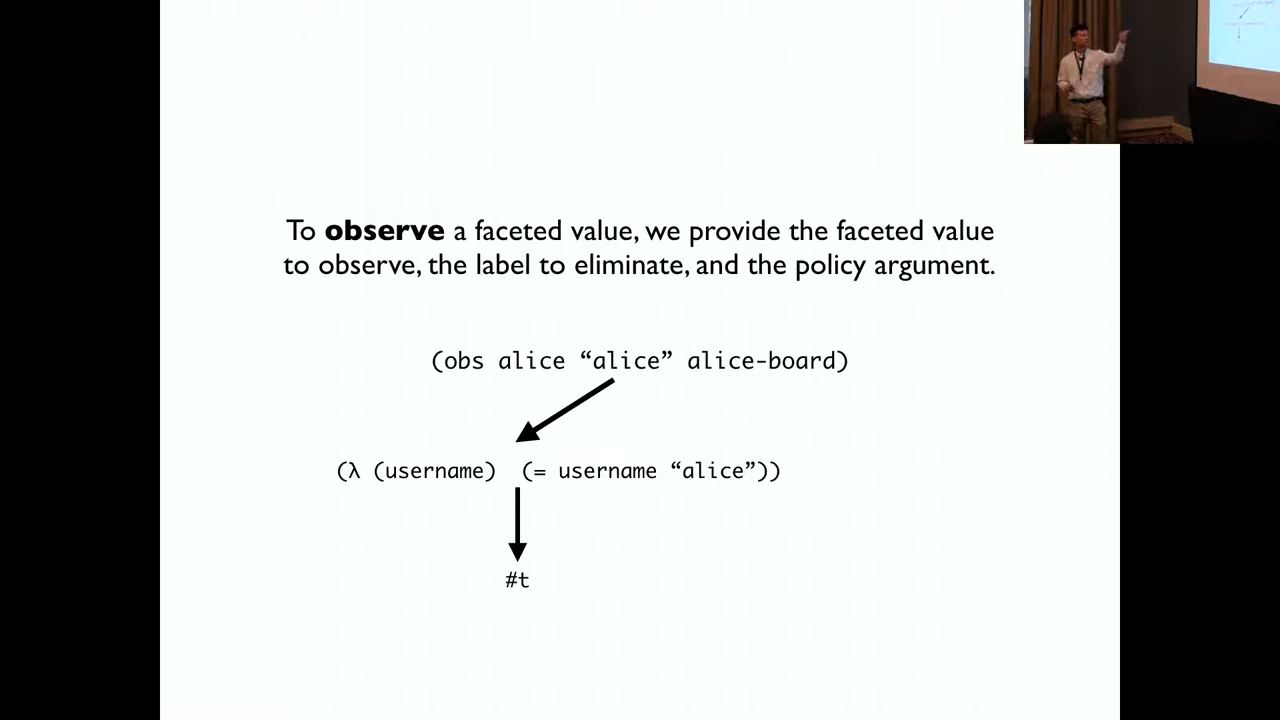 To observe a faceted value, we provide the faceted value
to observe, the label to eliminate, and the policy argument.
(obs alice “alice” alice-board)
(λ (username) (= username “alice”))
#t